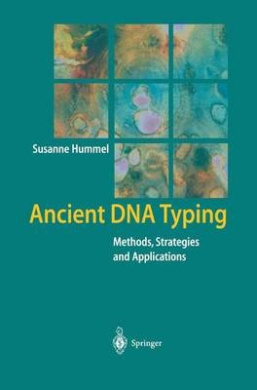 Susanne Hummel
Ancient DNA Typing
Methods, Strategies
and Applications
Springer